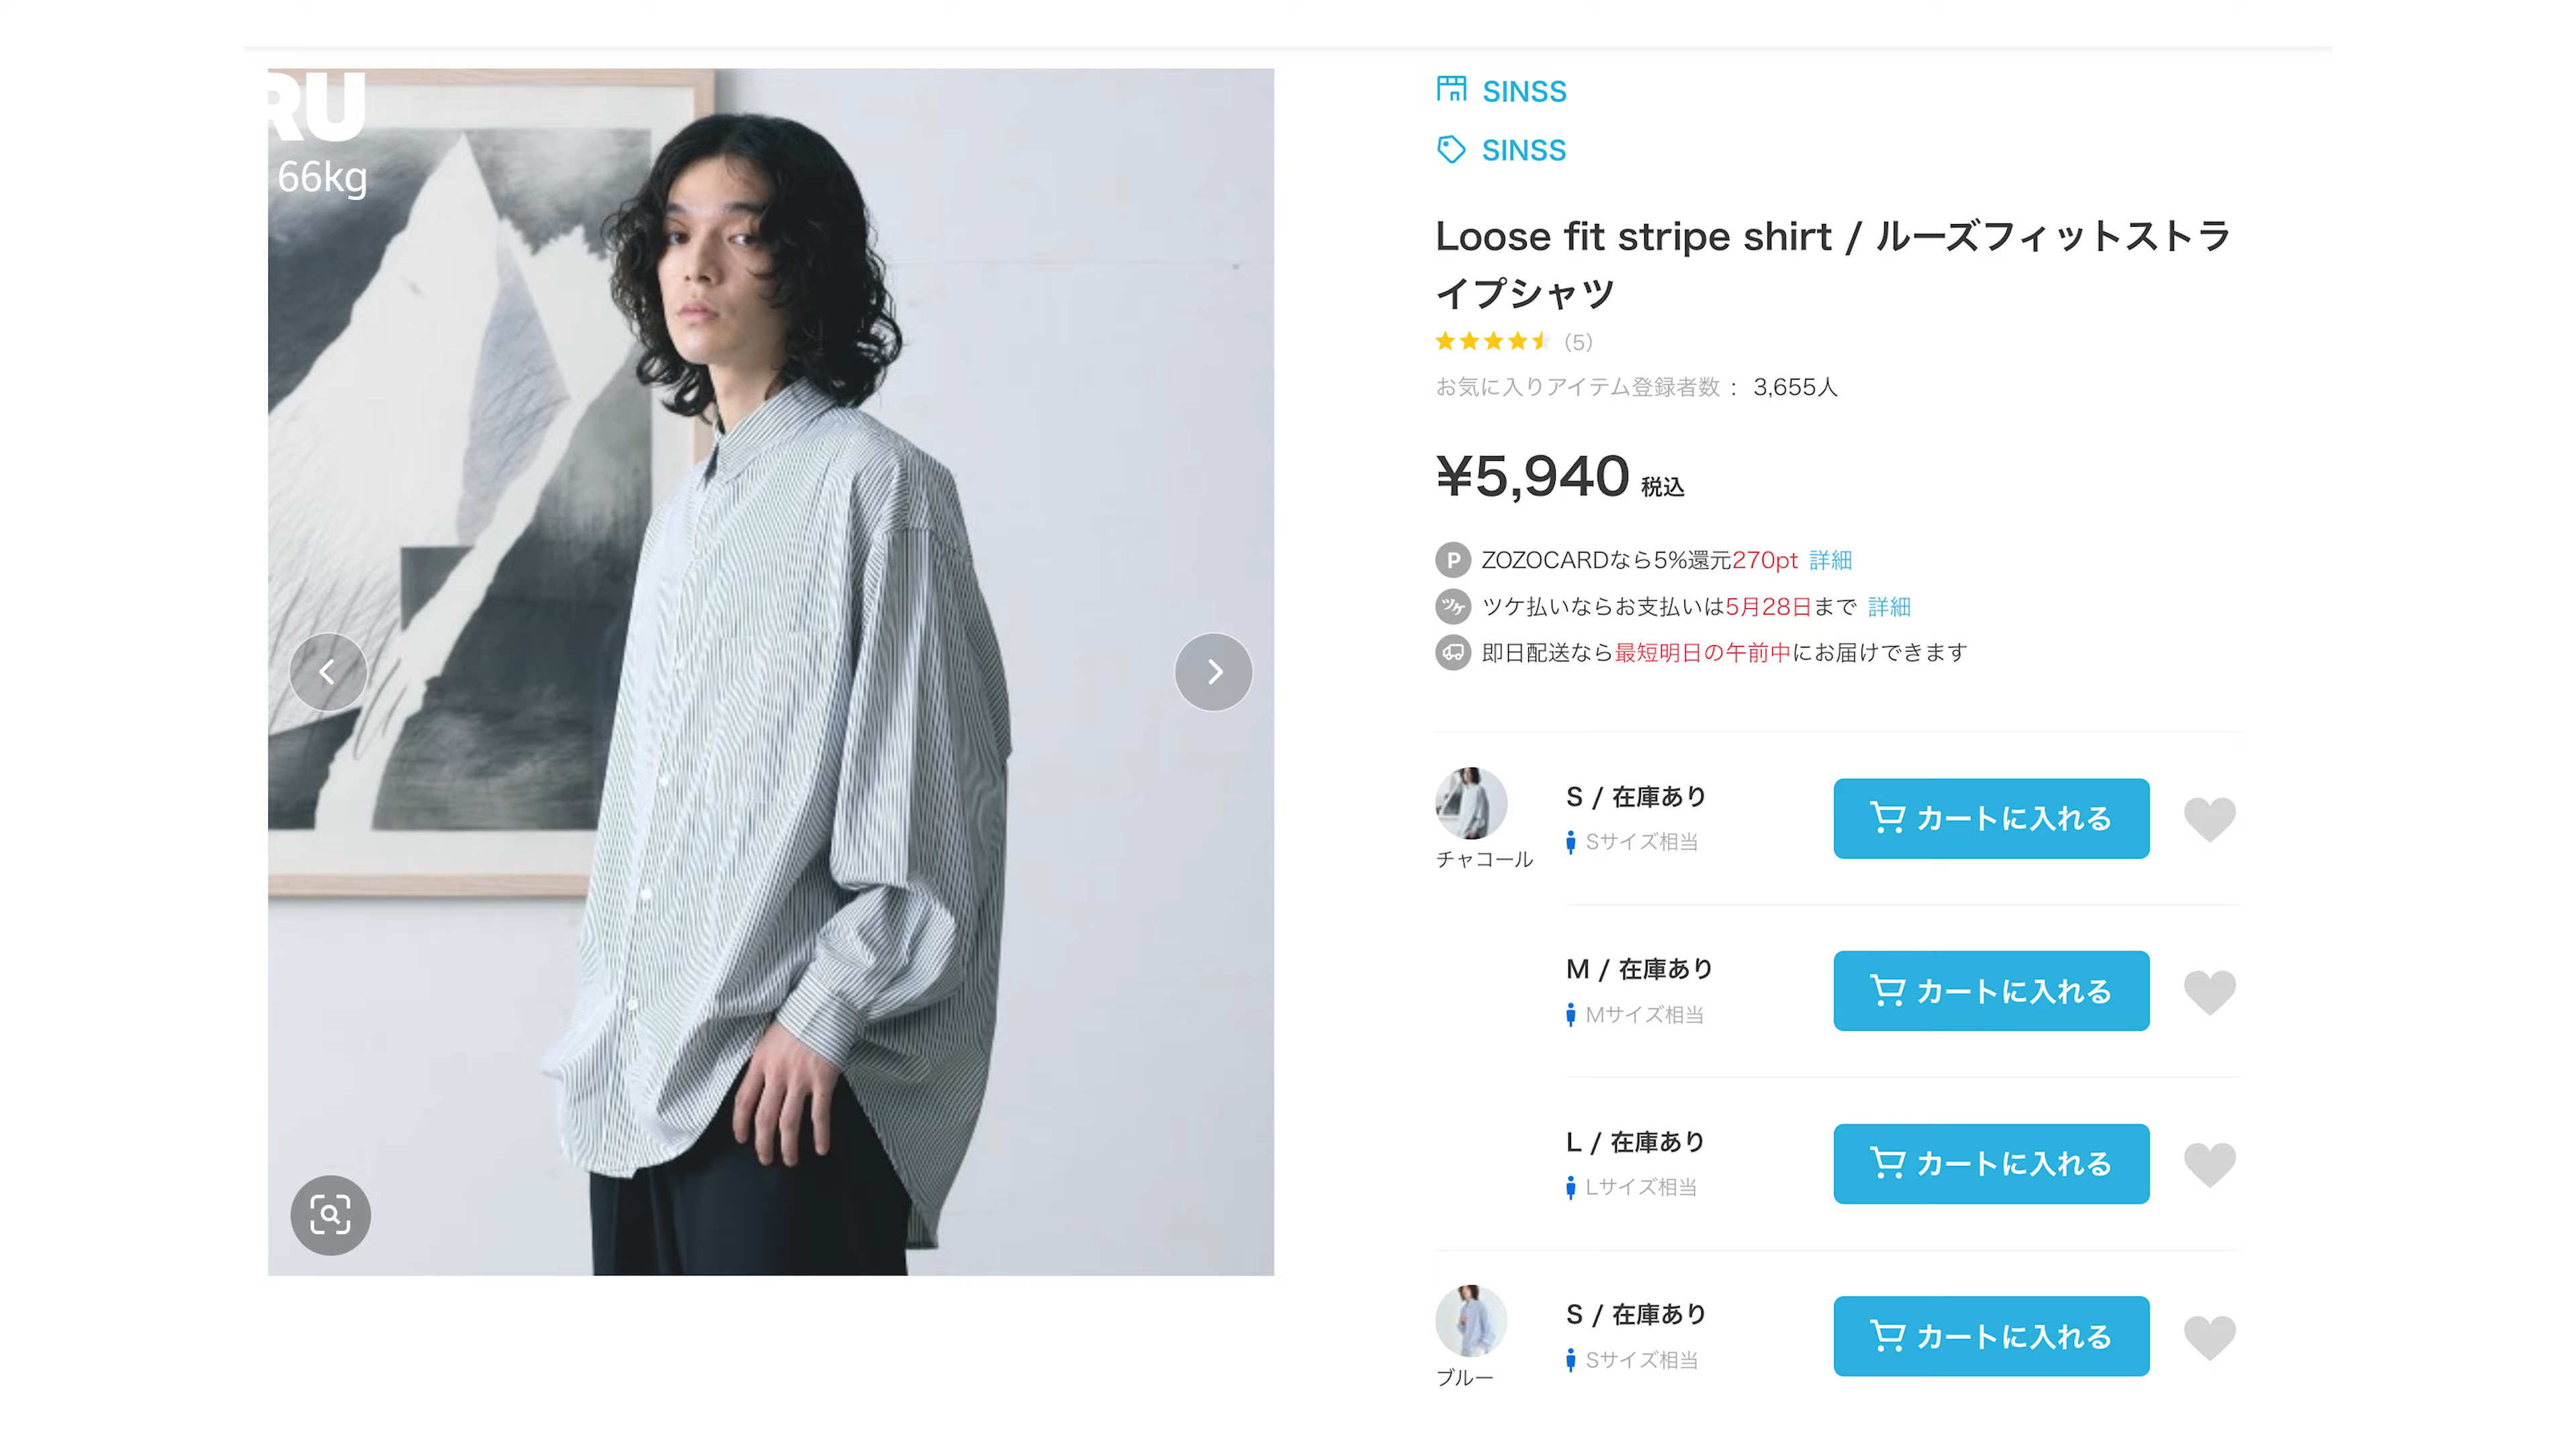 RU
66kg
SINSS
SINSS
Loose fit stripe shirt / ルーズフィットストラ
イプシャツ
(5)
お気に入りアイテム登録者数 : 3,655人
¥5,940 税込
P ZOZOCARDなら5%還元270pt 詳細
ツケ ツケ払いならお支払いは5月28日まで 詳細
即日配送なら最短明日の午前中にお届けできます
チャコール
S / 在庫あり
Sサイズ相当
カートに入れる
M / 在庫あり
Mサイズ相当
カートに入れる
L / 在庫あり
Lサイズ相当
カートに入れる
ブルー
S / 在庫あり
Sサイズ相当
カートに入れる